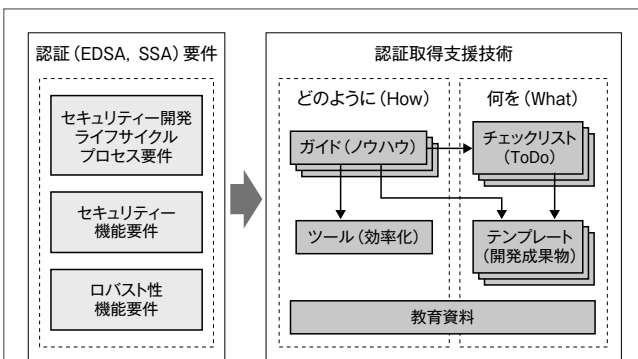 認証（EDSA，SSA）要件
セキュリティー開発
ライフサイクル
プロセス要件
セキュリティー
機能要件
ロバスト性
機能要件
認証取得支援技術
どのように（How）
何を（What）
ガイド（ノウハウ）
チェックリスト
（ToDo）
ツール（効率化）
テンプレート
（開発成果物）
教育資料